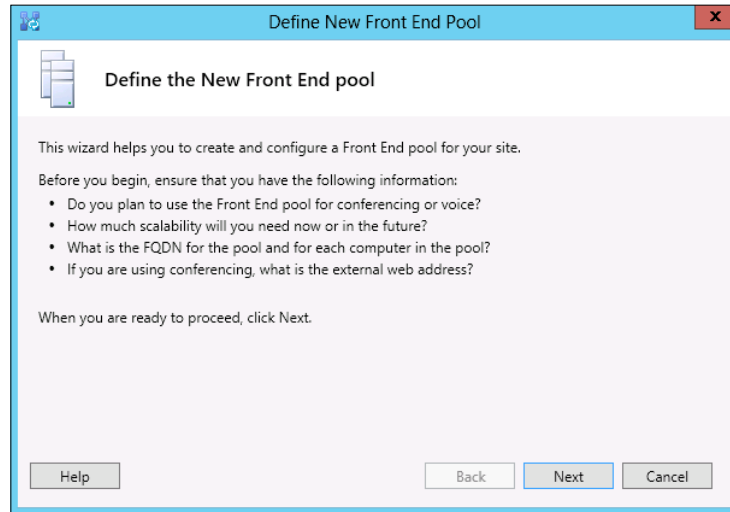 Define New Front End Pool
x
Define the New Front End pool
This wizard helps you to create and configure a Front End pool for your site.
Before you begin, ensure that you have the following information:
• Do you plan to use the Front End pool for conferencing or voice?
• How much scalability will you need now or in the future?
• What is the FQDN for the pool and for each computer in the pool?
• If you are using conferencing, what is the external web address?
When you are ready to proceed, click Next.
Help Back Next Cancel